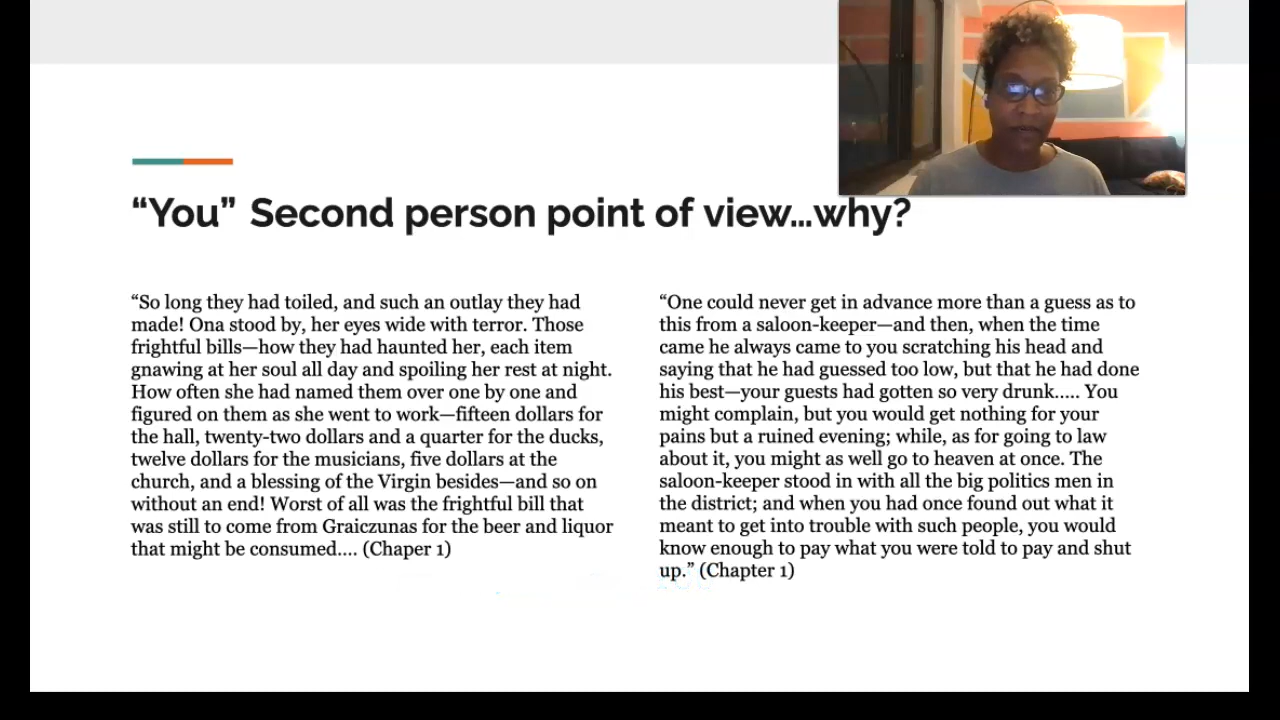 “You” Second person point of view...why?
“So long they had toiled, and such an outlay they had
made! Ona stood by, her eyes wide with terror. Those
frightful bills—how they had haunted her, each item
gnawing at her soul all day and spoiling her rest at night.
How often she had named them over one by one and
figured on them as she went to work—fifteen dollars for
the hall, twenty-two dollars and a quarter for the ducks,
twelve dollars for the musicians, five dollars at the
church, and a blessing of the Virgin besides—and so on
without an end! Worst of all was the frightful bill that
was still to come from Graiczunas for the beer and liquor
that might be consumed.... (Chaper 1)
“One could never get in advance more than a guess as to
this from a saloon-keeper—and then, when the time
came he always came to you scratching his head and
saying that he had guessed too low, but that he had done
his best—your guests had gotten so very drunk..... You
might complain, but you would get nothing for your
pains but a ruined evening; while, as for going to law
about it, you might as well go to heaven at once. The
saloon-keeper stood in with all the big politics men in
the district; and when you had once found out what it
meant to get into trouble with such people, you would
know enough to pay what you were told to pay and shut
up.” (Chapter 1)